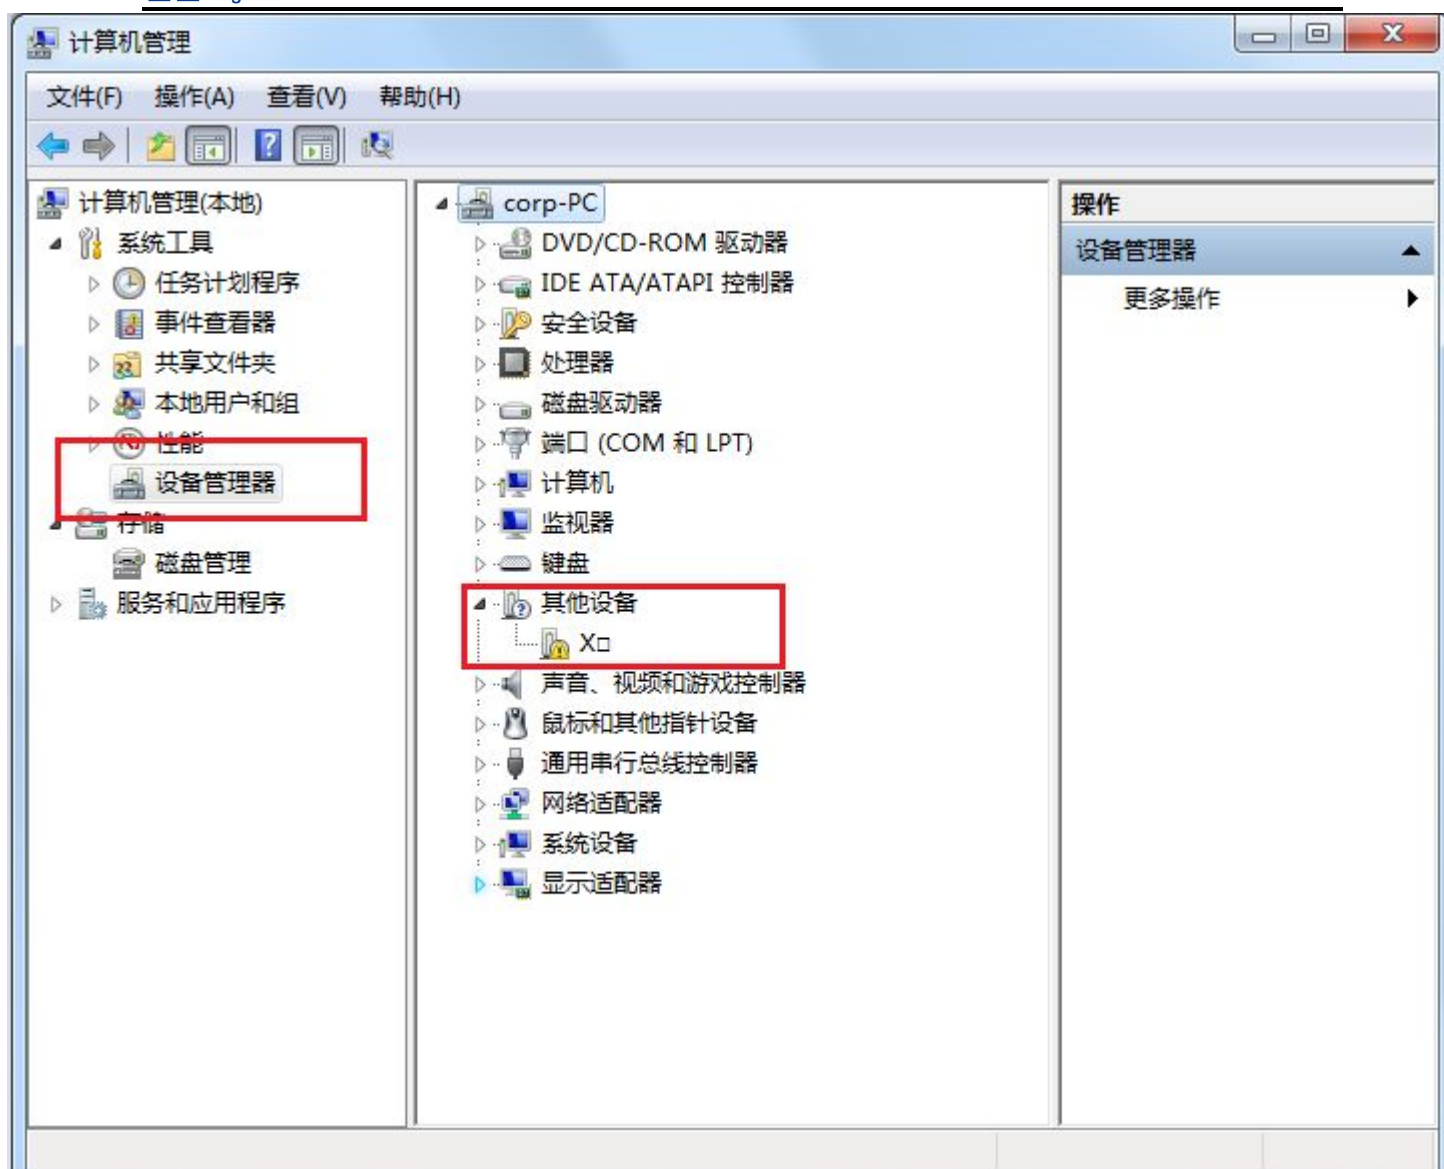 计算机管理
文件(F) 操作(A) 查看(V) 帮助(H)
计算机管理(本地)
系统工具
任务计划程序
事件查看器
共享文件夹
本地用户和组
性能
设备管理器
存储
磁盘管理
服务和应用程序
corp-PC
DVD/CD-ROM 驱动器
IDE ATA/ATAPI 控制器
安全设备
处理器
磁盘驱动器
端口 (COM 和 LPT)
计算机
监视器
键盘
其他设备
X□
声音、视频和游戏控制器
鼠标和其他指针设备
通用串行总线控制器
网络适配器
系统设备
显示适配器
操作
设备管理器
更多操作